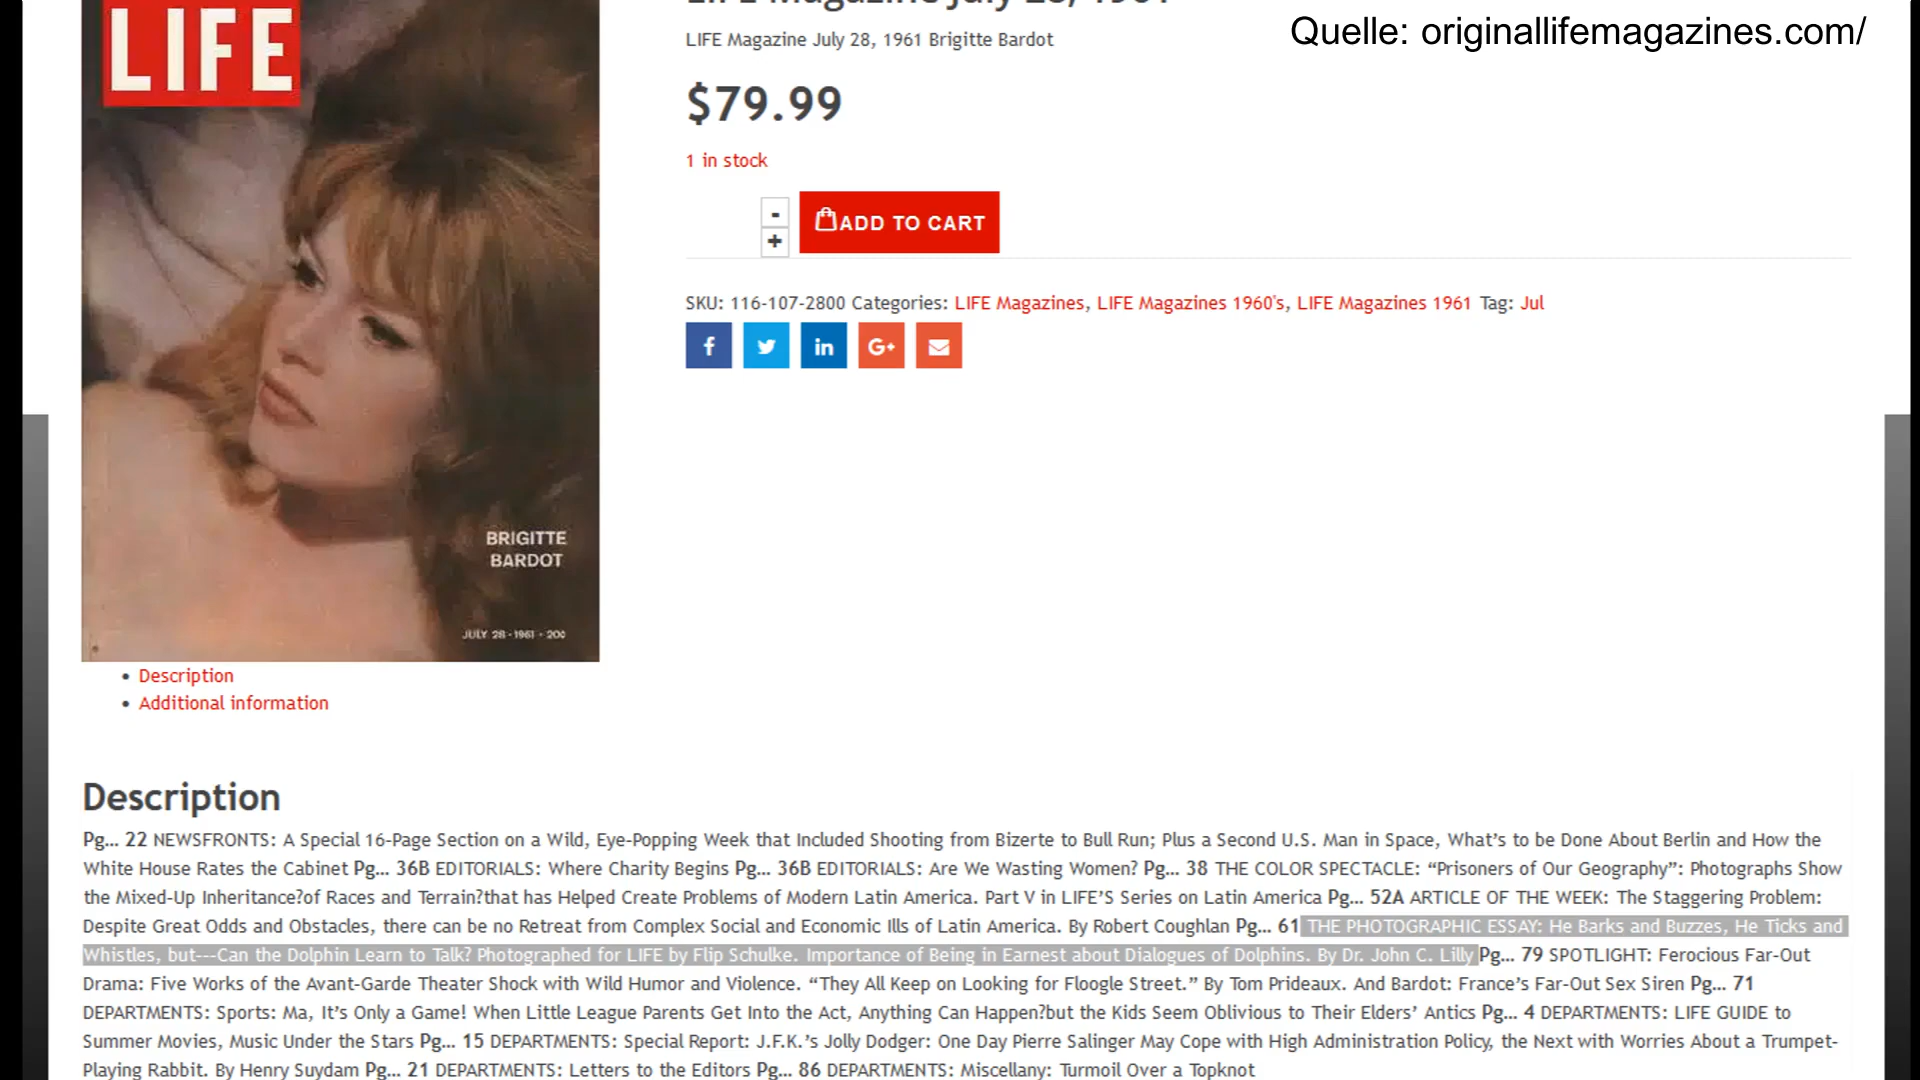 LIFE Magazine July 28, 1961
Quelle: originallifemagazines.com/
LIFE
LIFE Magazine July 28, 1961 Brigitte Bardot
$79.99
1 in stock
-
+
ADD TO CART
SKU: 116-107-2800 Categories: LIFE Magazines, LIFE Magazines 1960's, LIFE Magazines 1961 Tag: Jul
f
in
G+
BRIGITTE
BARDOT
JULY 28 · 1961 · 20¢
• Description
• Additional information
Description
Pg... 22 NEWSFRONTS: A Special 16-Page Section on a Wild, Eye-Popping Week that Included Shooting from Bizerte to Bull Run; Plus a Second U.S. Man in Space, What’s to be Done About Berlin and How the
White House Rates the Cabinet Pg... 36B EDITORIALS: Where Charity Begins Pg... 36B EDITORIALS: Are We Wasting Women? Pg... 38 THE COLOR SPECTACLE: “Prisoners of Our Geography”: Photographs Show
the Mixed-Up Inheritance?of Races and Terrain?that has Helped Create Problems of Modern Latin America. Part V in LIFE’S Series on Latin America Pg... 52A ARTICLE OF THE WEEK: The Staggering Problem:
Despite Great Odds and Obstacles, there can be no Retreat from Complex Social and Economic Ills of Latin America. By Robert Coughlan Pg... 61 THE PHOTOGRAPHIC ESSAY: He Barks and Buzzes, He Ticks and
Whistles, but---Can the Dolphin Learn to Talk? Photographed for LIFE by Flip Schulke. Importance of Being in Earnest about Dialogues of Dolphins. By Dr. John C. Lilly Pg... 79 SPOTLIGHT: Ferocious Far-Out
Drama: Five Works of the Avant-Garde Theater Shock with Wild Humor and Violence. “They All Keep on Looking for Floogle Street.” By Tom Prideaux. And Bardot: France’s Far-Out Sex Siren Pg... 71
DEPARTMENTS: Sports: Ma, It’s Only a Game! When Little League Parents Get Into the Act, Anything Can Happen?but the Kids Seem Oblivious to Their Elders’ Antics Pg... 4 DEPARTMENTS: LIFE GUIDE to
Summer Movies, Music Under the Stars Pg... 15 DEPARTMENTS: Special Report: J.F.K.’s Jolly Dodger: One Day Pierre Salinger May Cope with High Administration Policy, the Next with Worries About a Trumpet-
Playing Rabbit. By Henry Suydam Pg... 21 DEPARTMENTS: Letters to the Editors Pg... 86 DEPARTMENTS: Miscellany: Turmoil Over a Topknot